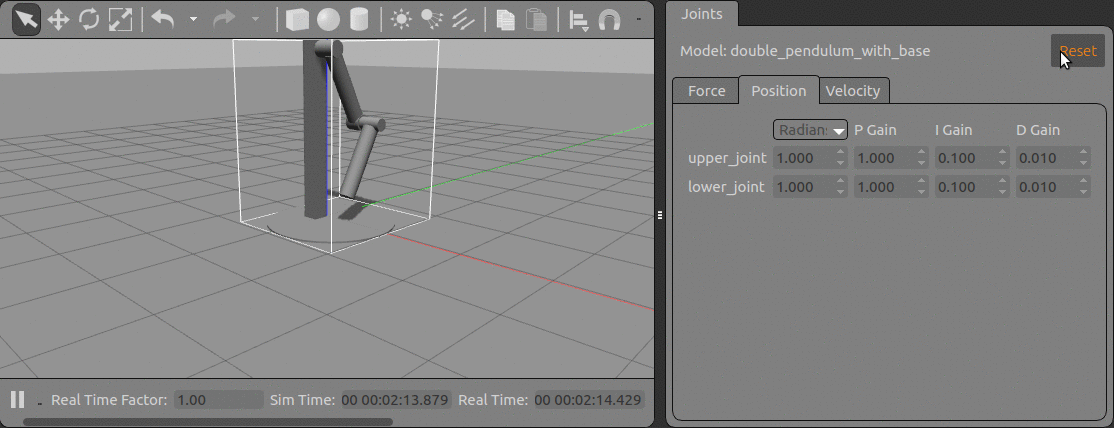 Joints
Model: double_pendulum_with_base
Reset
Force Position Velocity
Radian P Gain I Gain D Gain
upper_joint 1.000 1.000 0.100 0.010
lower_joint 1.000 1.000 0.100 0.010
Real Time Factor: 1.00 Sim Time: 00 00:02:13.879 Real Time: 00 00:02:14.429